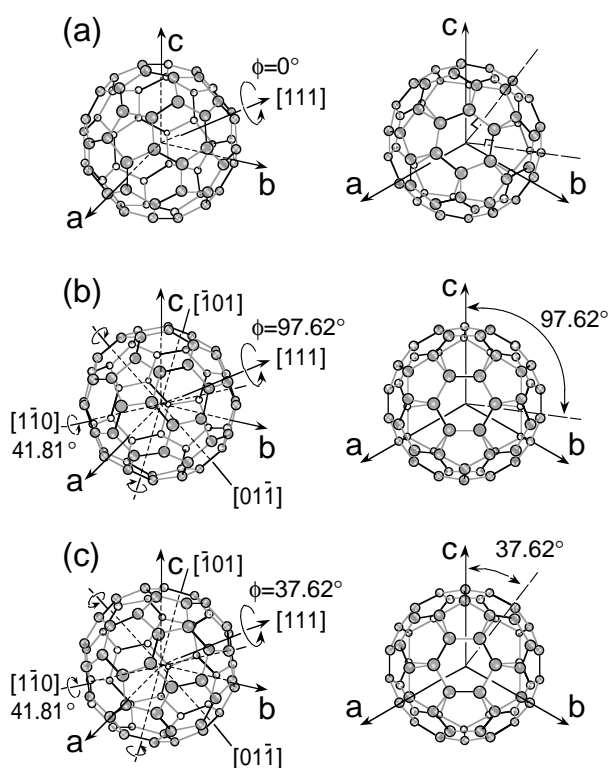 (a)
c
ϕ=0°
[111]
b
a
c
a
b
(b)
c
[1̄01]
ϕ=97.62°
[111]
[11̄0]
41.81°
a
b
[011̄]
c
97.62°
a
b
(c)
c
[1̄01]
ϕ=37.62°
[111]
[11̄0]
41.81°
a
b
[011̄]
c
37.62°
a
b